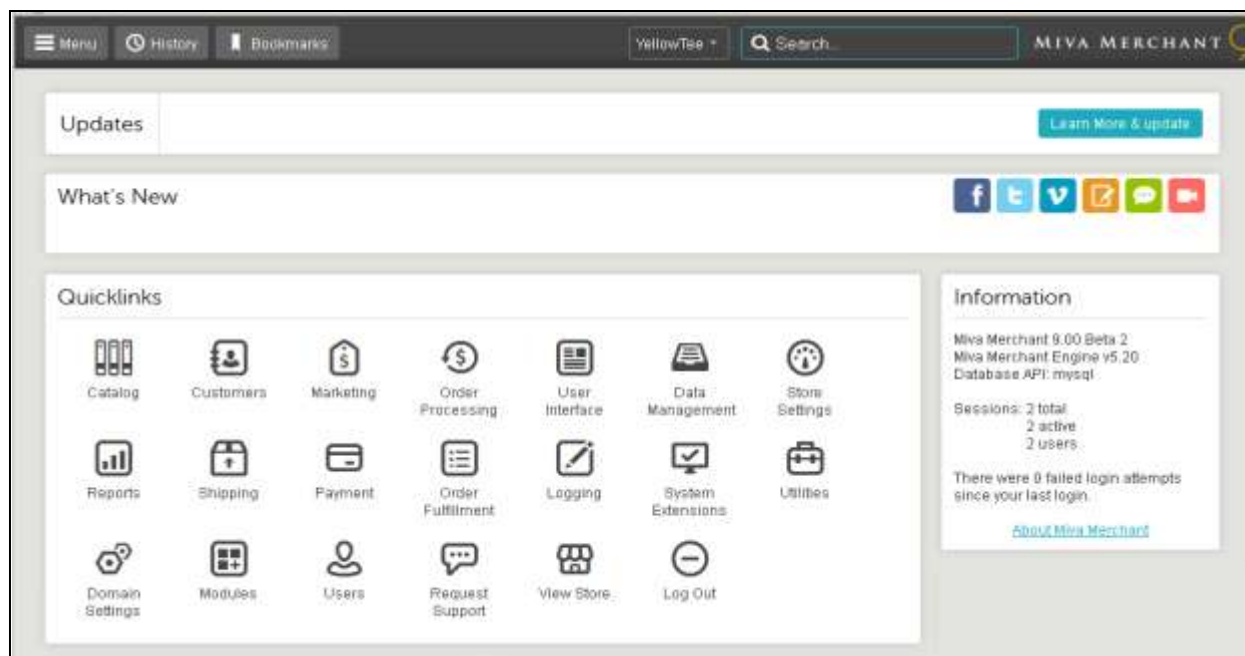 Menu
History
Bookmarks
YellowTee
Search...
MIVA MERCHANT
Updates
Learn More & update
What's New
Quicklinks
Catalog
Customers
Marketing
Order
Processing
User
Interface
Data
Management
Store
Settings
Reports
Shipping
Payment
Order
Fulfillment
Logging
System
Extensions
Utilities
Domain
Settings
Modules
Users
Request
Support
View Store
Log Out
Information
Miva Merchant 9.00 Beta 2
Miva Merchant Engine v5.20
Database API: mysql
Sessions: 2 total
2 active
2 users
There were 0 failed login attempts
since your last login.
About Miva Merchant